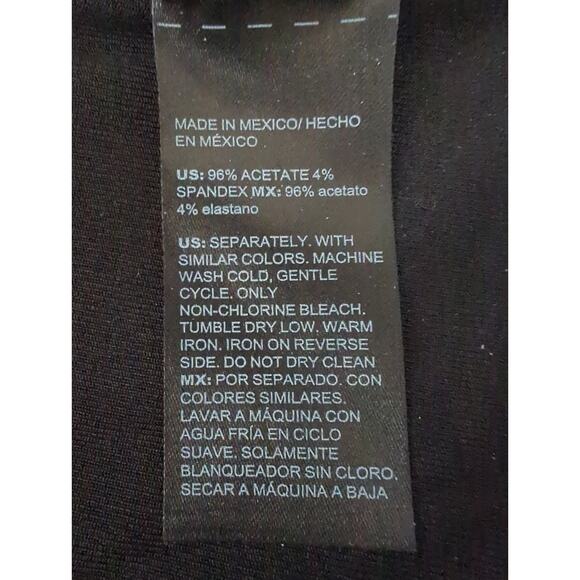 MADE IN MEXICO/ HECHO
EN MÉXICO
US: 96% ACETATE 4%
SPANDEX MX: 96% acetato
4% elastano
US: SEPARATELY. WITH
SIMILAR COLORS. MACHINE
WASH COLD, GENTLE
CYCLE. ONLY
NON-CHLORINE BLEACH.
TUMBLE DRY LOW. WARM
IRON. IRON ON REVERSE
SIDE. DO NOT DRY CLEAN
MX: POR SEPARADO. CON
COLORES SIMILARES.
LAVAR A MÁQUINA CON
AGUA FRÍA EN CICLO
SUAVE. SOLAMENTE
BLANQUEADOR SIN CLORO.
SECAR A MÁQUINA A BAJA